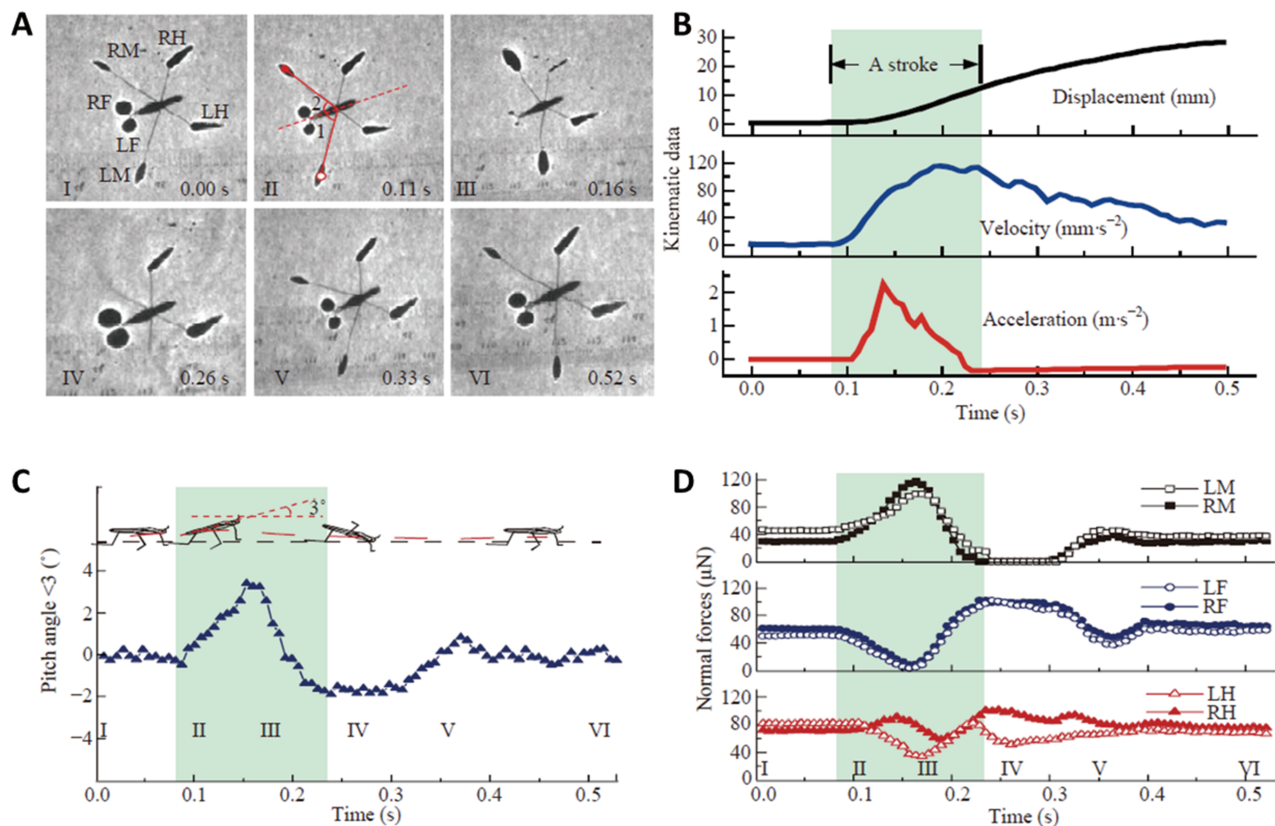 A
RM
RH
RF
LH
LF
LM
I
0.00 s
2
1
II
0.11 s
III
0.16 s
IV
0.26 s
V
0.33 s
VI
0.52 s
B
Kinematic data
30
20
10
0
A stroke
Displacement (mm)
120
80
40
0
Velocity (mm·s⁻²)
2
1
0
Acceleration (m·s⁻²)
0.0 0.1 0.2 0.3 0.4 0.5
Time (s)
C
3°
Pitch angle <3 (°)
4
2
0
−2
−4
I II III IV V VI
0.0 0.1 0.2 0.3 0.4 0.5
Time (s)
D
Normal forces (μN)
120
80
40
0
LM
RM
120
80
40
0
LF
RF
120
80
40
0
LH
RH
I II III IV V VI
0.0 0.1 0.2 0.3 0.4 0.5
Time (s)